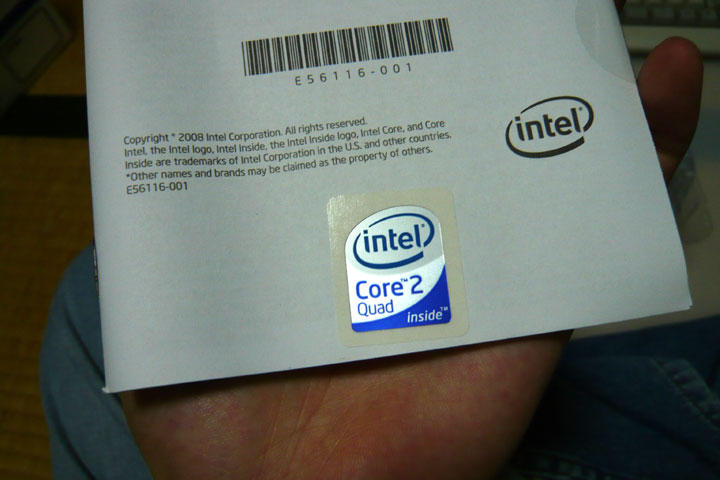 E56116-001
Copyright © 2008 Intel Corporation. All rights reserved.
Intel, the Intel logo, Intel Inside, the Intel Inside logo, Intel Core, and Core
Inside are trademarks of Intel Corporation in the U.S. and other countries.
*Other names and brands may be claimed as the property of others.
E56116-001
intel®
intel®
Core™2
Quad
inside™